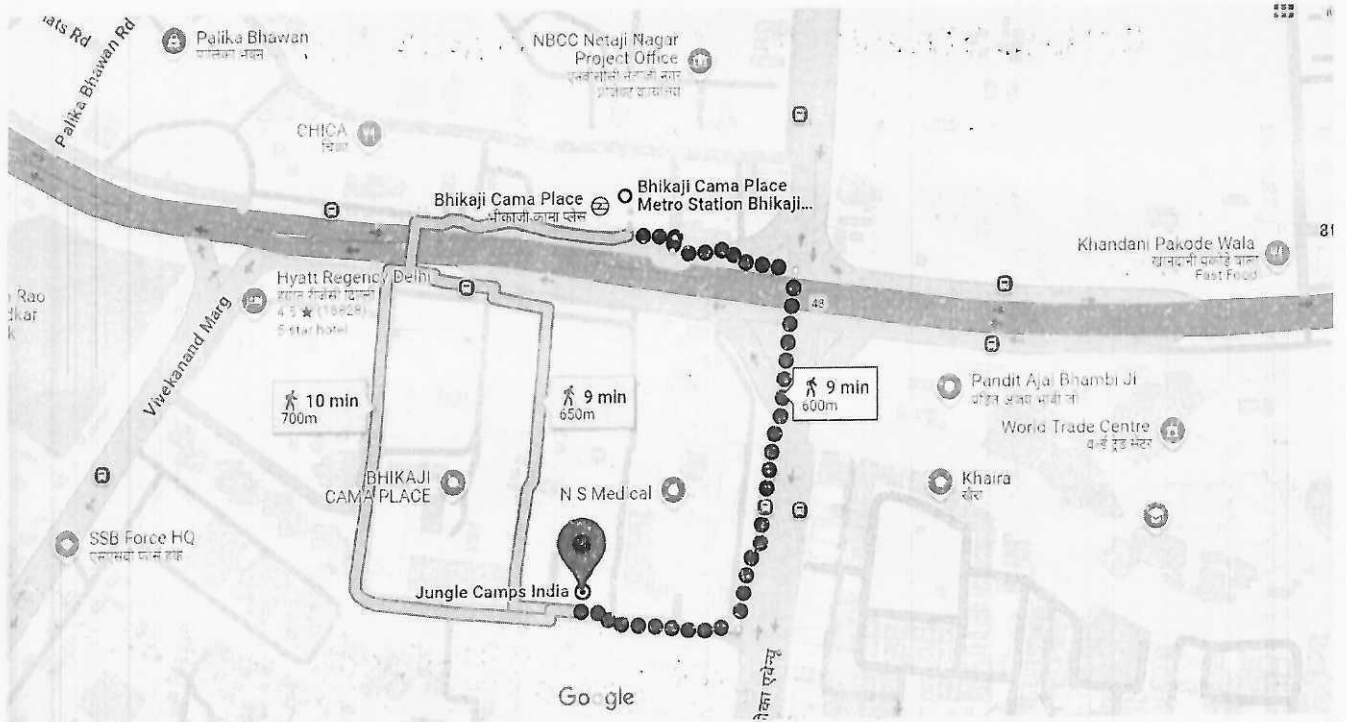 Palika Bhawan Rd
Palika Bhawan
पालिका भवन
NBCC Netaji Nagar
Project Office
एनबीसीसी नेताजी नगर
CHICA
Bhikaji Cama Place
भीकाजी कामा प्लेस
Bhikaji Cama Place
Metro Station Bhikaji...
Khandani Pakode Wala
खानदानी पकोड़े वाला
Fast Food
Hyatt Regency Delhi
5 star hotel
48
Vivekanand Marg
10 min
700m
9 min
650m
9 min
600m
Pandit Ajai Bhambi Ji
World Trade Centre
BHIKAJI
CAMA PLACE
N S Medical
Khaira
SSB Force HQ
Jungle Camps India
Google